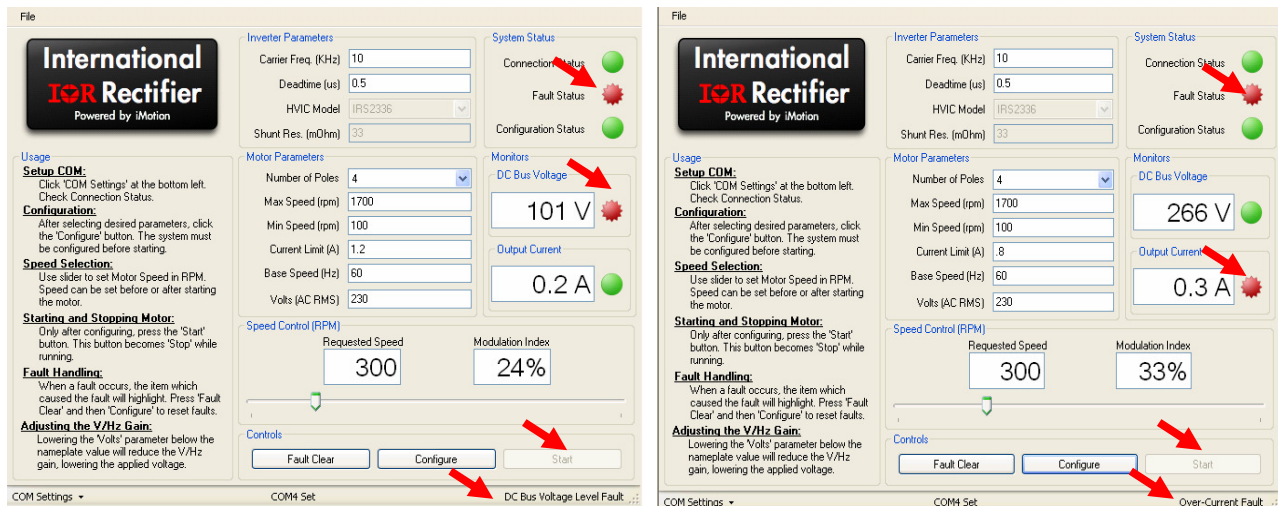 File
International
IOR Rectifier
Powered by iMotion
Inverter Parameters
Carrier Freq. (KHz) 10
Deadtime (us) 0.5
HVIC Model IRS2336
Shunt Res. (mOhm) 33
System Status
Connection Status
Fault Status
Configuration Status
Usage
Setup COM:
Click 'COM Settings' at the bottom left.
Check Connection Status.
Configuration:
After selecting desired parameters, click
the 'Configure' button. The system must
be configured before starting.
Speed Selection:
Use slider to set Motor Speed in RPM.
Speed can be set before or after starting
the motor.
Starting and Stopping Motor:
Only after configuring, press the 'Start'
button. This button becomes 'Stop' while
running.
Fault Handling:
When a fault occurs, the item which
caused the fault will highlight. Press 'Fault
Clear' and then 'Configure' to reset faults.
Adjusting the V/Hz Gain:
Lowering the 'Volts' parameter below the
nameplate value will reduce the V/Hz
gain, lowering the applied voltage.
Motor Parameters
Number of Poles 4
Max Speed (rpm) 1700
Min Speed (rpm) 100
Current Limit (A) 1.2
Base Speed (Hz) 60
Volts (AC RMS) 230
Monitors
DC Bus Voltage
101 V
Output Current
0.2 A
Speed Control (RPM)
Requested Speed Modulation Index
300 24%
Controls
Fault Clear Configure Start
COM Settings COM4 Set DC Bus Voltage Level Fault
File
International
IOR Rectifier
Powered by iMotion
Inverter Parameters
Carrier Freq. (KHz) 10
Deadtime (us) 0.5
HVIC Model IRS2336
Shunt Res. (mOhm) 33
System Status
Connection Status
Fault Status
Configuration Status
Usage
Setup COM:
Click 'COM Settings' at the bottom left.
Check Connection Status.
Configuration:
After selecting desired parameters, click
the 'Configure' button. The system must
be configured before starting.
Speed Selection:
Use slider to set Motor Speed in RPM.
Speed can be set before or after starting
the motor.
Starting and Stopping Motor:
Only after configuring, press the 'Start'
button. This button becomes 'Stop' while
running.
Fault Handling:
When a fault occurs, the item which
caused the fault will highlight. Press 'Fault
Clear' and then 'Configure' to reset faults.
Adjusting the V/Hz Gain:
Lowering the 'Volts' parameter below the
nameplate value will reduce the V/Hz
gain, lowering the applied voltage.
Motor Parameters
Number of Poles 4
Max Speed (rpm) 1700
Min Speed (rpm) 100
Current Limit (A) .8
Base Speed (Hz) 60
Volts (AC RMS) 230
Monitors
DC Bus Voltage
266 V
Output Current
0.3 A
Speed Control (RPM)
Requested Speed Modulation Index
300 33%
Controls
Fault Clear Configure Start
COM Settings COM4 Set Over-Current Fault